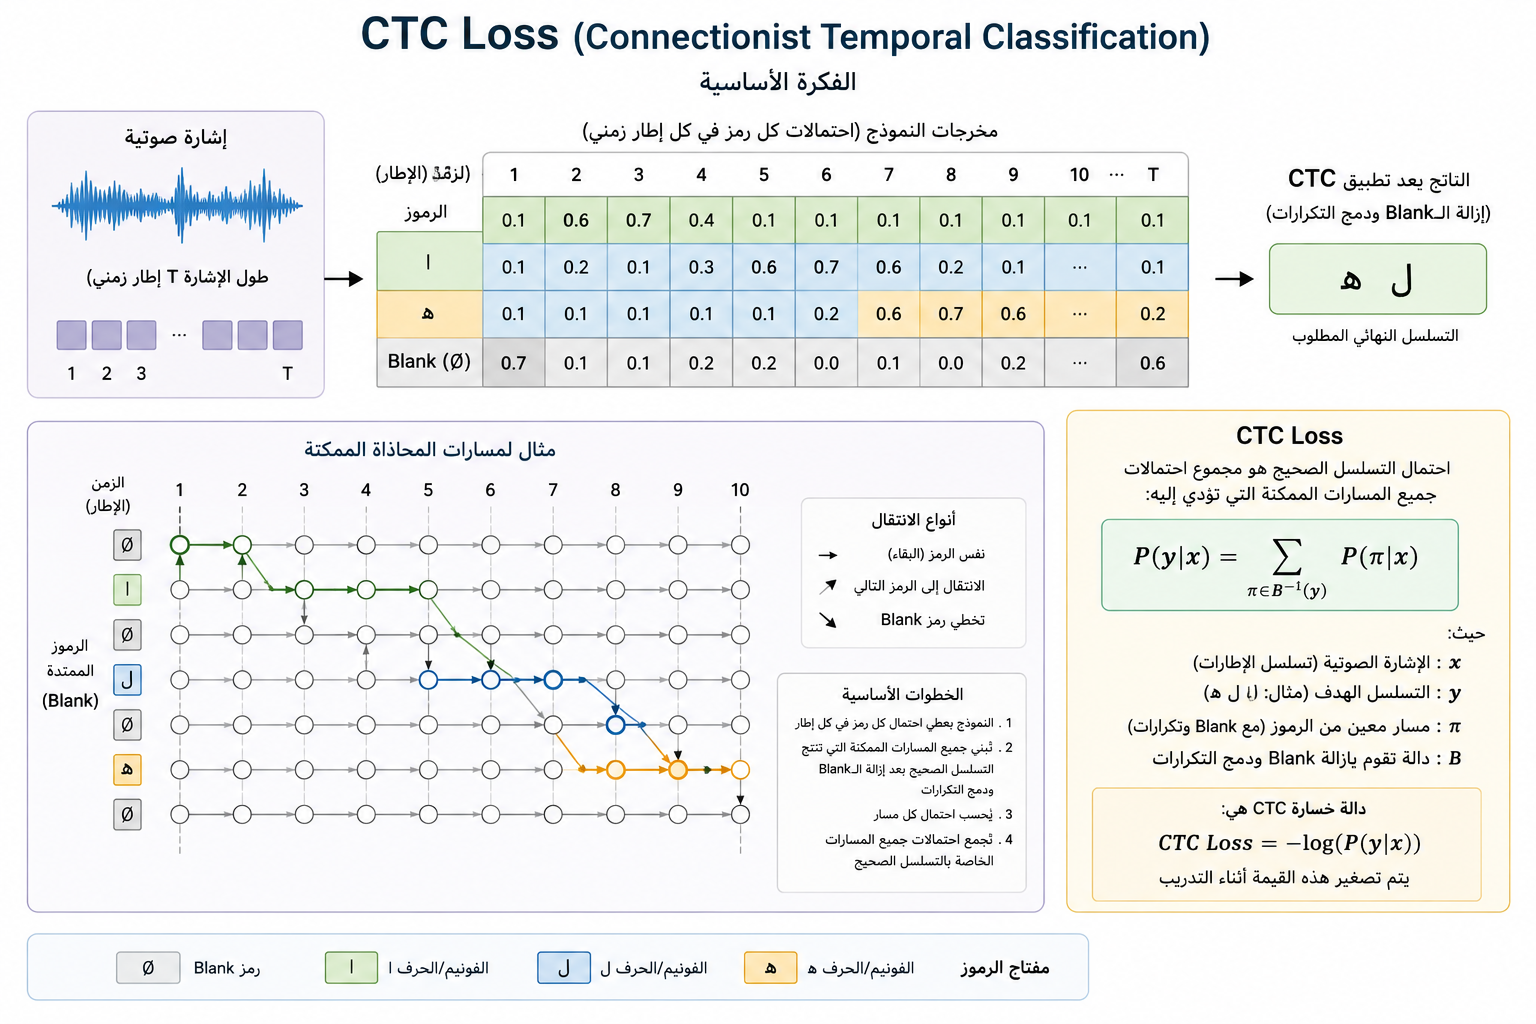 CTC Loss (Connectionist Temporal Classification)
الفكرة الأساسية
إشارة صوتية
طول الإشارة T إطار زمني)
1 2 3 ... T
مخرجات النموذج (احتمالات كل رمز في كل إطار زمني)
(الإطار) 1 2 3 4 5 6 7 8 9 10 ... T
الرموز 0.1 0.6 0.7 0.4 0.1 0.1 0.1 0.1 0.1 0.1 0.1
ا 0.1 0.2 0.1 0.3 0.6 0.7 0.6 0.2 0.1 ... 0.1
ه 0.1 0.1 0.1 0.1 0.1 0.2 0.6 0.7 0.6 ... 0.2
Blank (Ø) 0.7 0.1 0.1 0.2 0.2 0.0 0.1 0.0 0.2 ... 0.6
التاتج يعد تطبيق CTC
(إزالة الـBlank ودمج التكرارات)
ل ه
التسلسل النهائي المطلوب
مثال لمسارات المحاذاة الممكتة
الزمن
(الإطار)
1 2 3 4 5 6 7 8 9 10
Ø
ا
Ø
ل
Ø
ه
Ø
الرموز
الممتدة
(Blank)
أنواع الانتقال
نفس الرمز (البقاء)
الانتقال إلى الرمز التالي
تخطي رمز Blank
الخطوات الأساسية
1 . النموذج يعطي احتمال كل رمز في كل إطار
2 . تُبني جميع المسارات الممكنة التي تنتج
التسلسل الصحيح بعد إزالة الـBlank
ودمج التكرارات
3 . يُحسب احتمال كل مسار
4 . تُجمع احتمالات جميع المسارات
الخاصة بالتسلسل الصحيح
CTC Loss
احتمال التسلسل الصحيح هو مجموع احتمالات
جميع المسارات الممكنة التي تؤدي إليه:
P(y|x) = ∑ P(π|x)
π∈B⁻¹(y)
حيث:
x : الإشارة الصوتية (تسلسل الإطارات)
y : التسلسل الهدف (مثال: ل ه)
π : مسار معين من الرموز (مع Blank وتكرارات)
B : دالة تقوم يازالة Blank ودمج التكرارات
دالة خسارة CTC هي:
CTC Loss = −log(P(y|x))
يتم تصغير هذه القيمة أثناء التدريب
مفتاح الرموز
ه الفونيم/الحرف ه
ل الفونيم/الحرف ل
ا الفونيم/الحرف ا
Ø رمز Blank